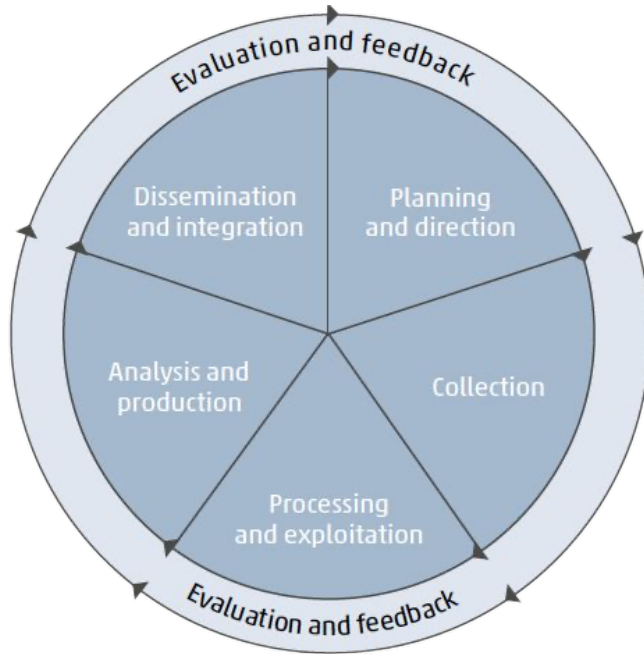 Evaluation and feedback
Dissemination
and integration
Planning
and direction
Analysis and
production
Collection
Processing
and exploitation
Evaluation and feedback